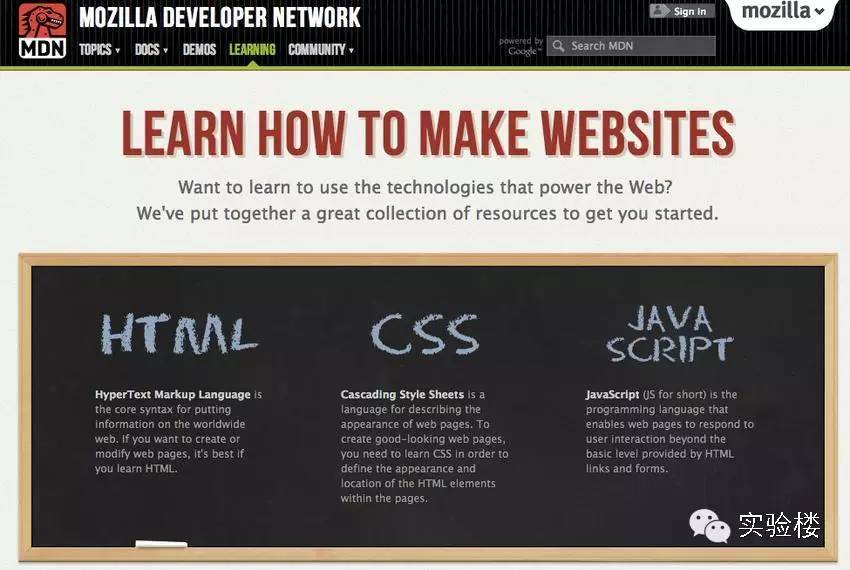 MDN
MOZILLA DEVELOPER NETWORK
TOPICS ▾ DOCS ▾ DEMOS LEARNING COMMUNITY ▾
Sign In
mozilla
powered by
Google™
Search MDN
LEARN HOW TO MAKE WEBSITES
Want to learn to use the technologies that power the Web?
We've put together a great collection of resources to get you started.
HTML
HyperText Markup Language is
the core syntax for putting
information on the worldwide
web. If you want to create or
modify web pages, it's best if
you learn HTML.
CSS
Cascading Style Sheets is a
language for describing the
appearance of web pages. To
create good-looking web pages,
you need to learn CSS in order to
define the appearance and
location of the HTML elements
within the pages.
JAVA
SCRIPT
JavaScript (JS for short) is the
programming language that
enables web pages to respond to
user interaction beyond the
basic level provided by HTML
links and forms.
实验楼